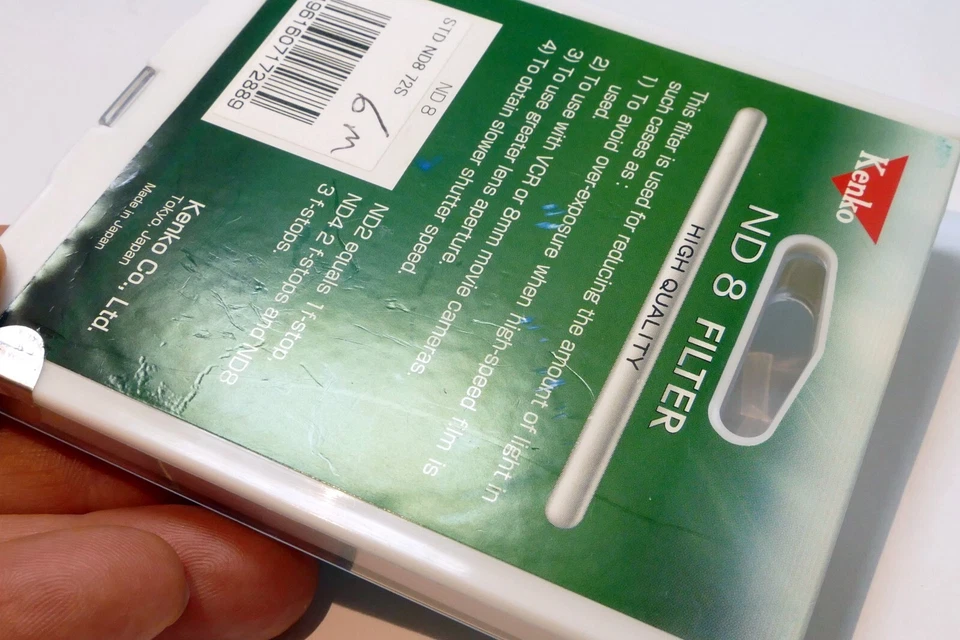 Kenko
ND 8 FILTER
HIGH QUALITY
This filter is used for reducing the amount of light in
such cases as :
1) To avoid over-exposure when high-speed film is
used.
2) To use with VCR or 8mm movie cameras.
3) To use greater lens aperture.
4) To obtain slower shutter speed.
ND2 equals 1f-stop
ND4 2 f-stops and ND8
3 f-stops.
Kenko Co., Ltd.
Tokyo, Japan
Made in Japan
ND 8
STD ND8 72S
961607172889